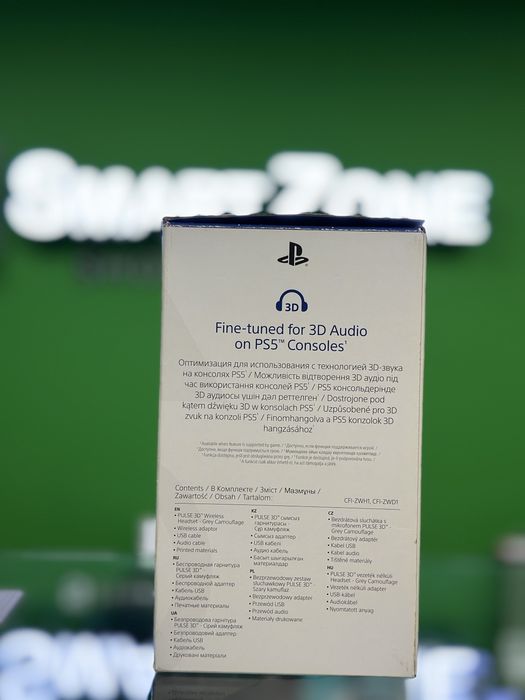 SMARTZONE
3D
Fine-tuned for 3D Audio
on PS5™ Consoles¹
Оптимизация для использования с технологией 3D-звука
на консолях PS5¹ / Можливість відтворення 3D аудіо під
час використання консолей PS5¹ / PS5 консольдерінде
3D аудиосы үшін дал реттелген¹ / Dostrojone pod
kątem dźwięku 3D w konsolach PS5¹ / Uzpůsobené pro 3D
zvuk na konzoli PS5¹ / Finomhangolva a PS5 konzolok 3D
hangzásához¹
Contents / В Комплекте / Зміст / Мазмұны /
Zawartość / Obsah / Tartalom:
CFI-ZWH1, CFI-ZWD1
EN
• PULSE 3D™ Wireless
Headset - Grey Camouflage
• Wireless adaptor
• USB cable
• Audio cable
• Printed materials
RU
• Беспроводная гарнитура
PULSE 3D™ -
Серый камуфляж
• Беспроводной адаптер
• Кабель USB
• Аудиокабель
• Печатные материалы
UA
• Безпроводова гарнітура
PULSE 3D™ - Сірий камуфляж
• Безпроводовий адаптер
• Кабель USB
• Аудіокабель
• Друковані матеріали
KZ
• PULSE 3D™ сымсыз
гарнитурасы -
Сұр камуфляж
• Сымсыз адаптер
• USB кабелі
• Аудио кабель
• Басып шығарылған
материалдар
PL
• Bezprzewodowy zestaw
słuchawkowy PULSE 3D™ -
Szary kamuflaż
• Bezprzewodowy adapter
• Przewód USB
• Przewód audio
• Materiały drukowane
CZ
• Bezdrátová sluchátka s
mikrofonem PULSE 3D™ -
Grey Camouflage
• Bezdrátový adaptér
• Kabel USB
• Kabel audio
• Tištěné materiály
HU
• PULSE 3D™ vezeték nélküli
Headset - Grey Camouflage
• Vezeték nélküli adapter
• USB-kábel
• Audiokábel
• Nyomtatott anyag